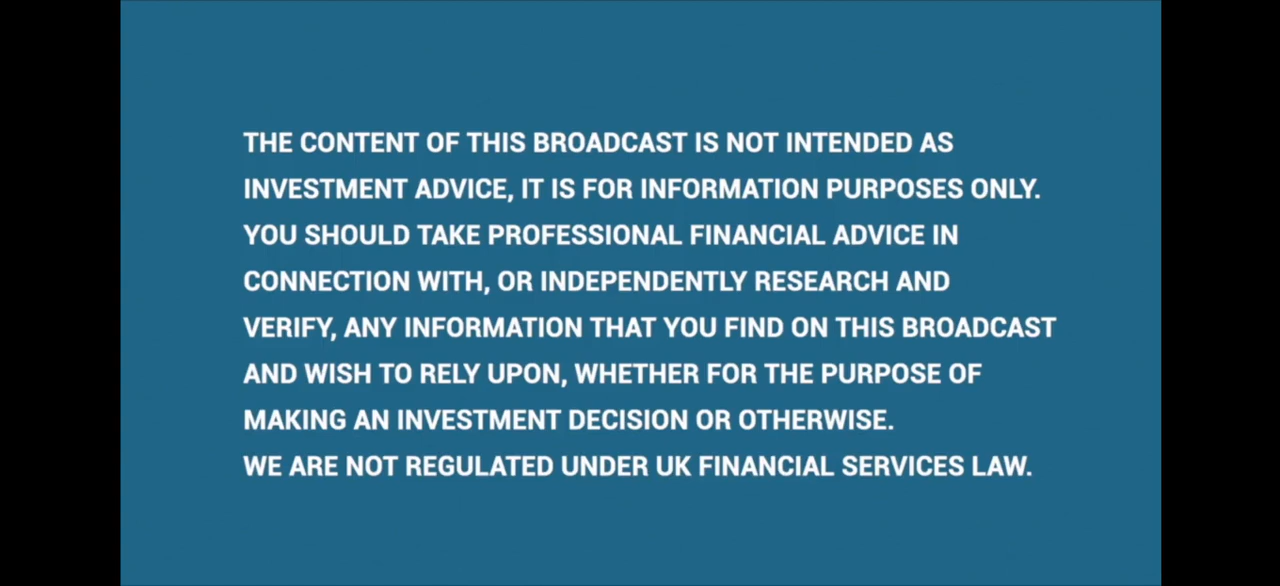 THE CONTENT OF THIS BROADCAST IS NOT INTENDED AS
INVESTMENT ADVICE, IT IS FOR INFORMATION PURPOSES ONLY.
YOU SHOULD TAKE PROFESSIONAL FINANCIAL ADVICE IN
CONNECTION WITH, OR INDEPENDENTLY RESEARCH AND
VERIFY, ANY INFORMATION THAT YOU FIND ON THIS BROADCAST
AND WISH TO RELY UPON, WHETHER FOR THE PURPOSE OF
MAKING AN INVESTMENT DECISION OR OTHERWISE.
WE ARE NOT REGULATED UNDER UK FINANCIAL SERVICES LAW.